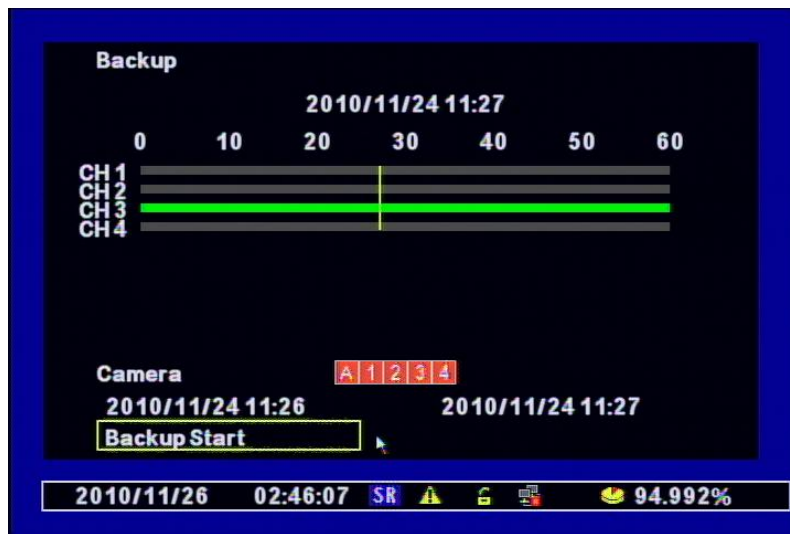 Backup
2010/11/24 11:27
0 10 20 30 40 50 60
CH 1
CH 2
CH 3
CH 4
Camera A 1 2 3 4
2010/11/24 11:26 2010/11/24 11:27
Backup Start
2010/11/26 02:46:07 SR 94.992%